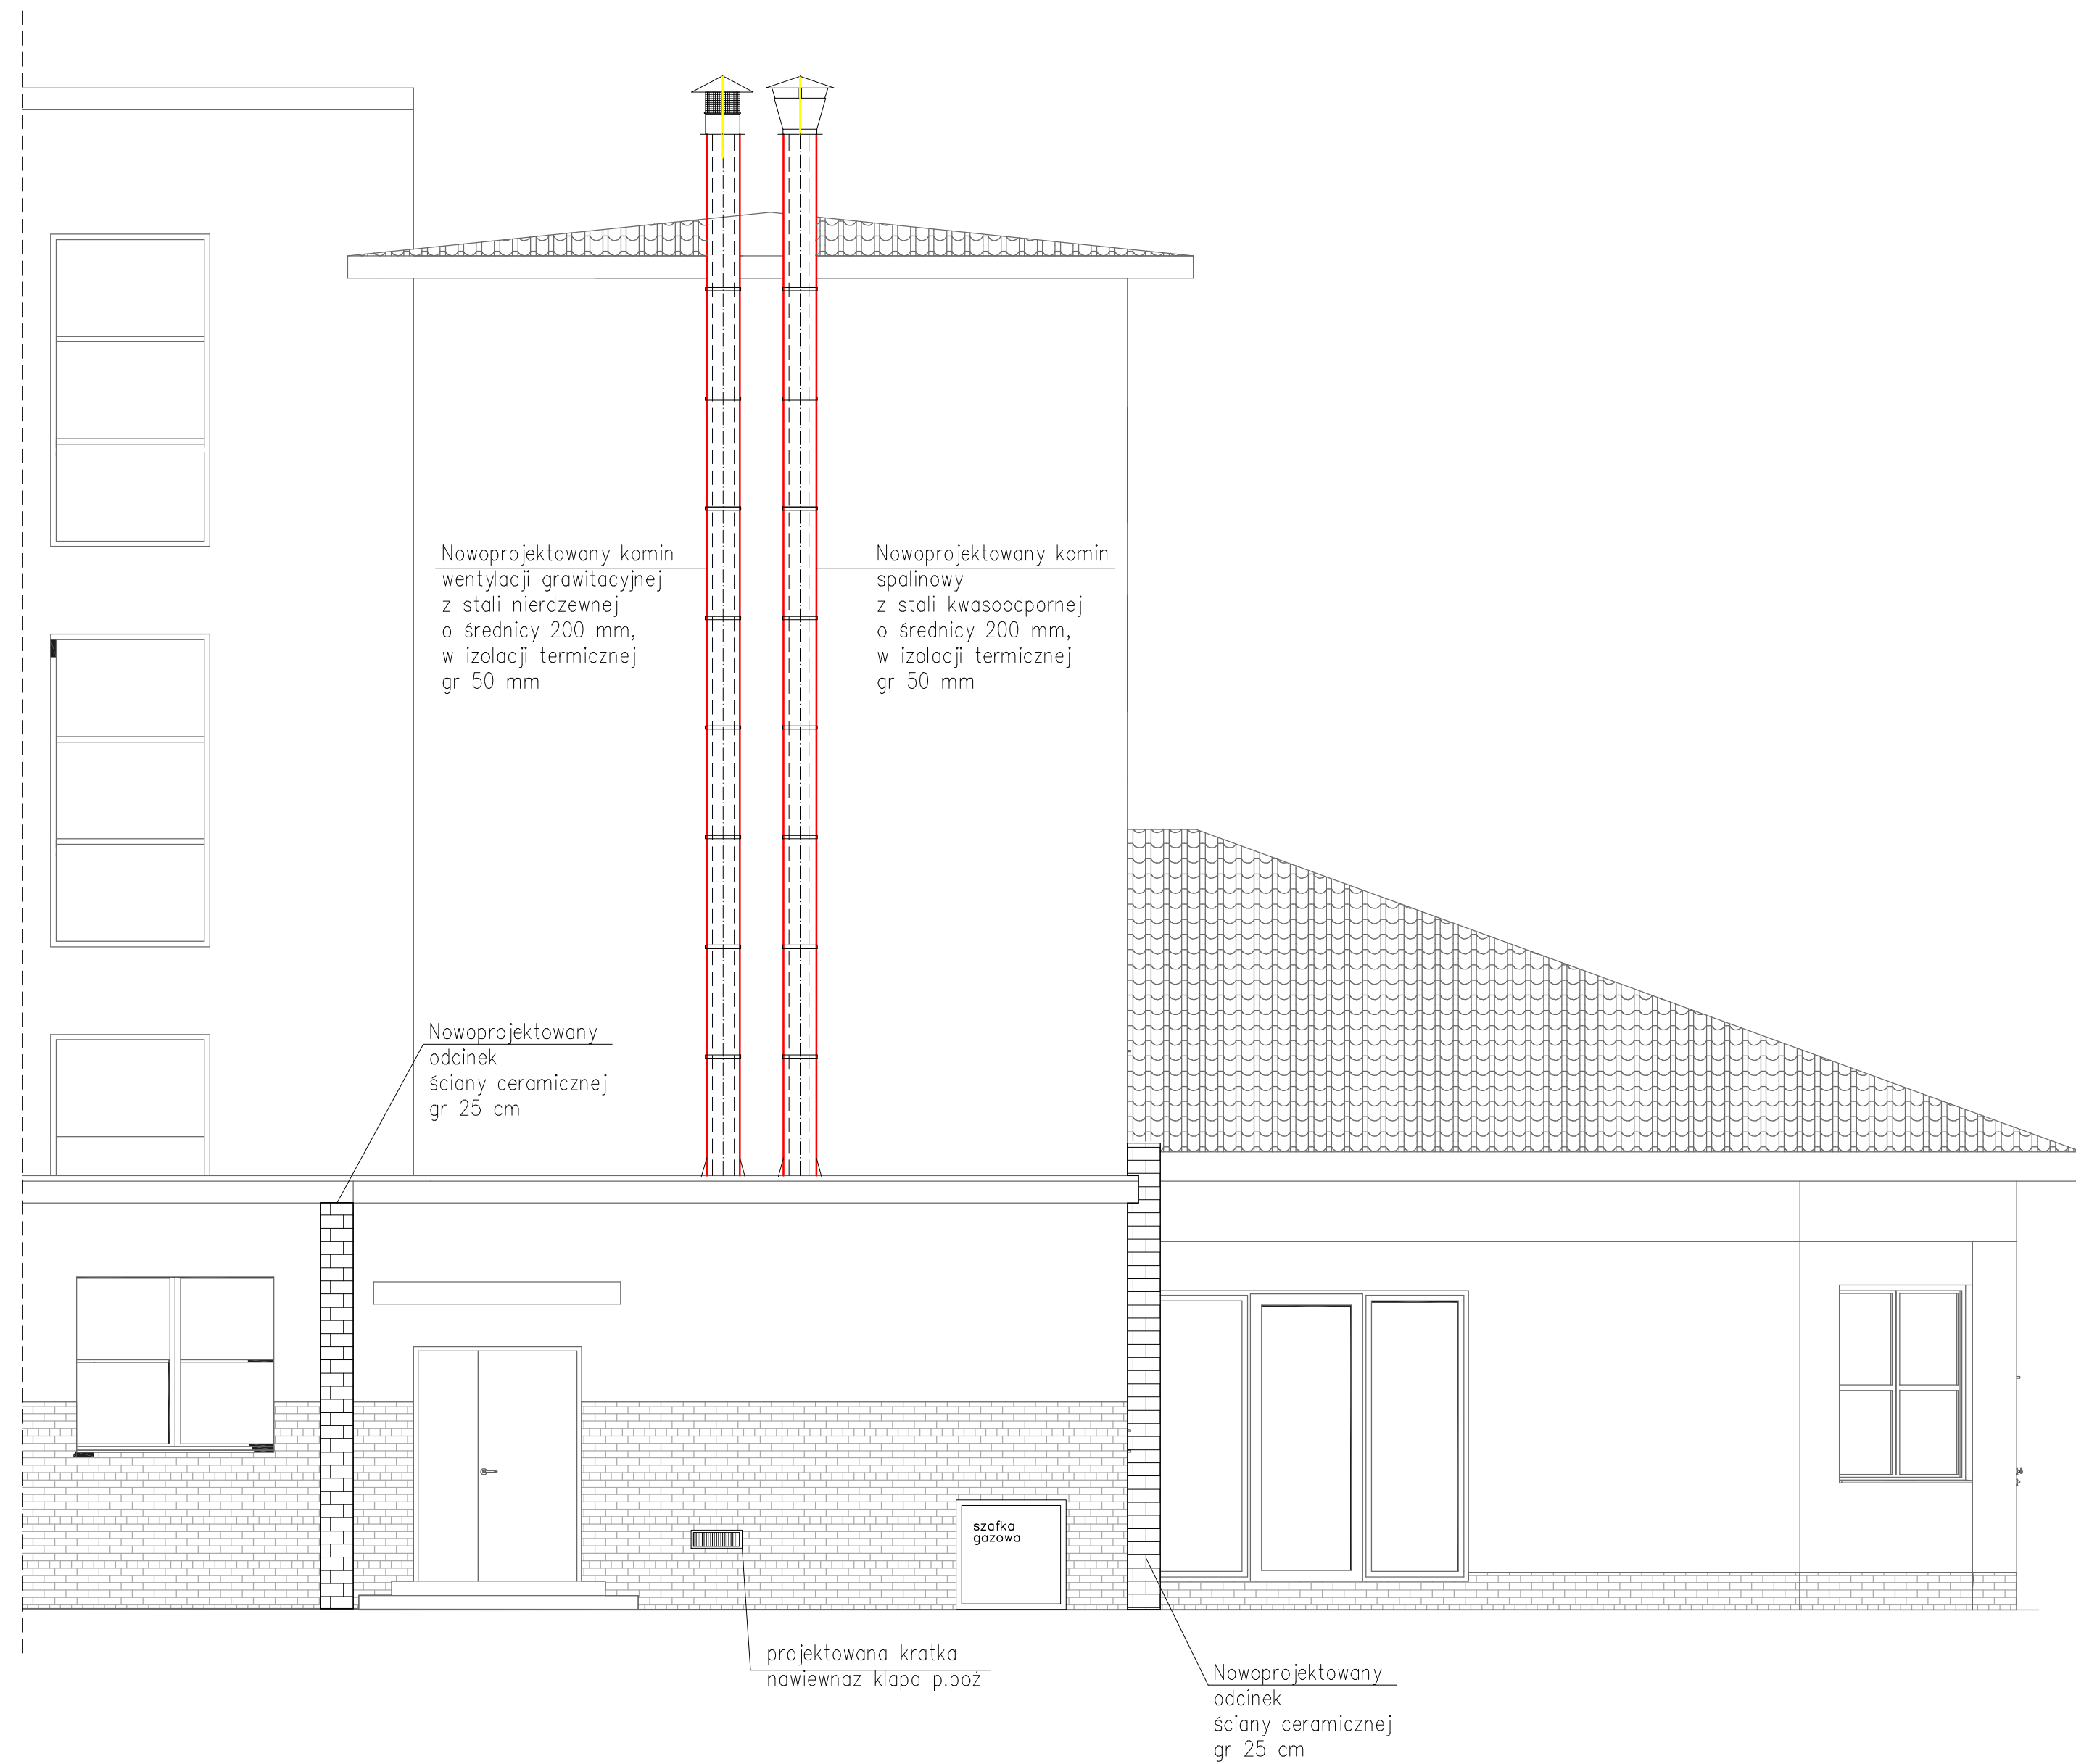 Nowoprojektowany komin
wentylacji grawitacyjnej
z stali nierdzewnej
o średnicy 200 mm,
w izolacji termicznej
gr 50 mm
Nowoprojektowany komin
spalinowy
z stali kwasoodpornej
o średnicy 200 mm,
w izolacji termicznej
gr 50 mm
Nowoprojektowany
odcinek
ściany ceramicznej
gr 25 cm
szafka
gazowa
projektowana kratka
nawiewnaz klapa p.poż
Nowoprojektowany
odcinek
ściany ceramicznej
gr 25 cm